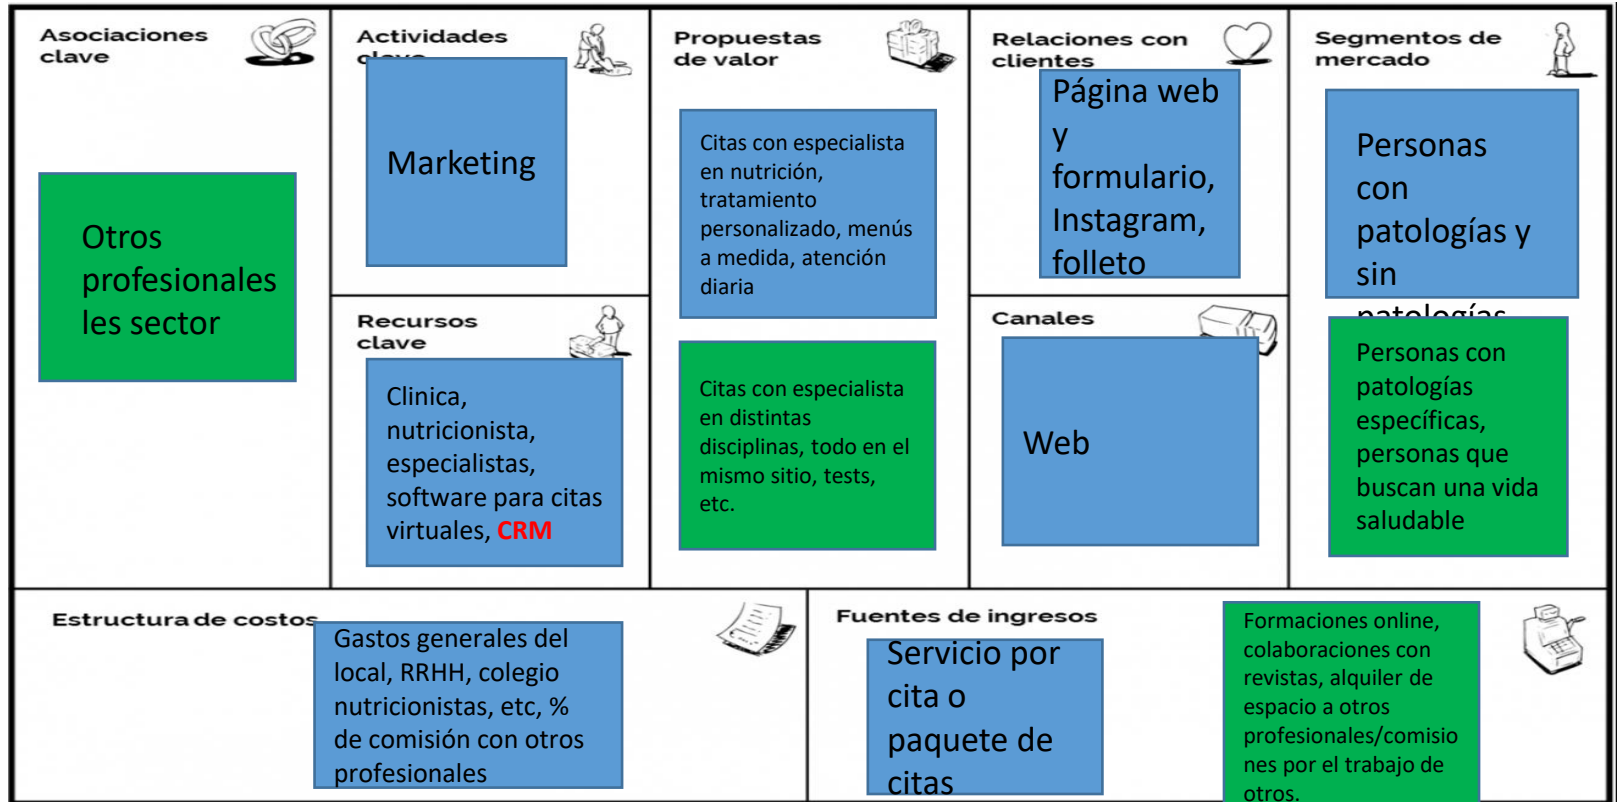 Asociaciones
clave
Otros
profesionales
les sector
Actividades
clave
Marketing
Recursos
clave
Clinica,
nutricionista,
especialistas,
software para citas
virtuales, CRM
Propuestas
de valor
Citas con especialista
en nutrición,
tratamiento
personalizado, menús
a medida, atención
diaria
Citas con especialista
en distintas
disciplinas, todo en el
mismo sitio, tests,
etc.
Relaciones con
clientes
Página web
y
formulario,
Instagram,
folleto
Canales
Web
Segmentos de
mercado
Personas
con
patologías y
sin
patologías
Personas con
patologías
específicas,
personas que
buscan una vida
saludable
Estructura de costos
Gastos generales del
local, RRHH, colegio
nutricionistas, etc, %
de comisión con otros
profesionales
Fuentes de ingresos
Servicio por
cita o
paquete de
citas
Formaciones online,
colaboraciones con
revistas, alquiler de
espacio a otros
profesionales/comisio
nes por el trabajo de
otros.